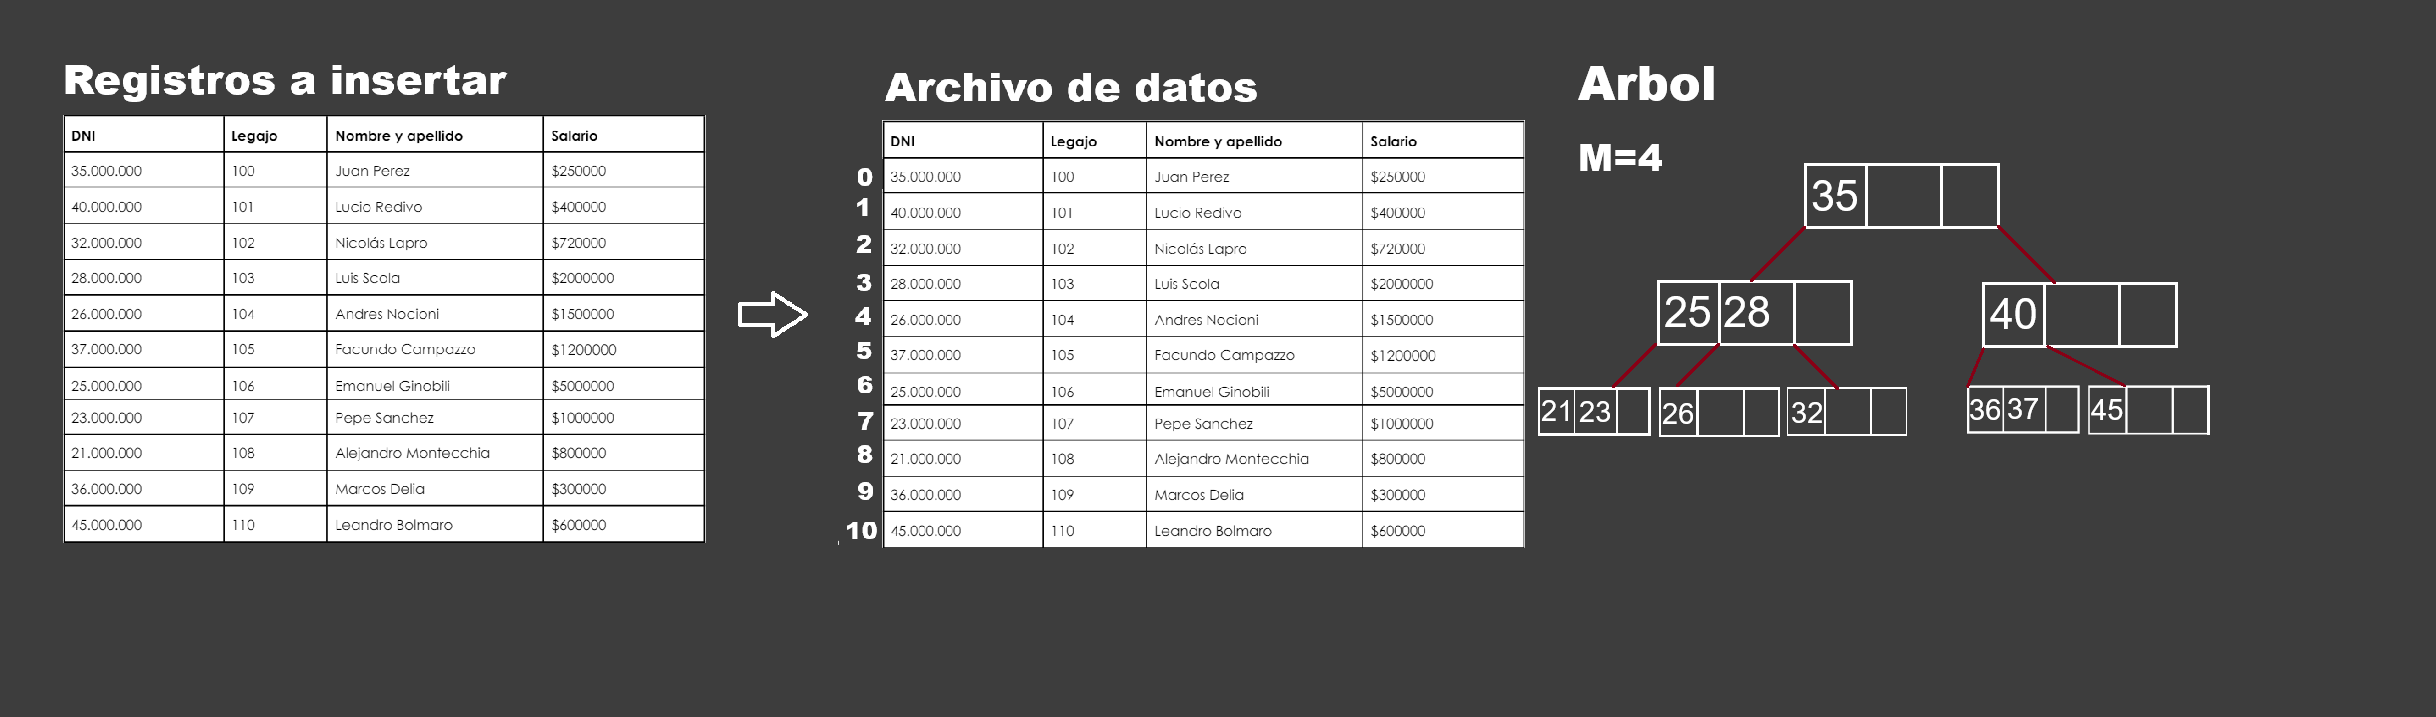 Registros a insertar
DNI Legajo Nombre y apellido Salario
35.000.000 100 Juan Perez $250000
40.000.000 101 Lucio Redivo $400000
32.000.000 102 Nicolás Lapro $720000
28.000.000 103 Luis Scola $2000000
26.000.000 104 Andres Nocioni $1500000
37.000.000 105 Facundo Campazzo $1200000
25.000.000 106 Emanuel Ginobili $5000000
23.000.000 107 Pepe Sanchez $1000000
21.000.000 108 Alejandro Montecchia $800000
36.000.000 109 Marcos Delia $300000
45.000.000 110 Leandro Bolmaro $600000
Archivo de datos
DNI Legajo Nombre y apellido Salario
0 35.000.000 100 Juan Perez $250000
1 40.000.000 101 Lucio Redivo $400000
2 32.000.000 102 Nicolás Lapro $720000
3 28.000.000 103 Luis Scola $2000000
4 26.000.000 104 Andres Nocioni $1500000
5 37.000.000 105 Facundo Campazzo $1200000
6 25.000.000 106 Emanuel Ginobili $5000000
7 23.000.000 107 Pepe Sanchez $1000000
8 21.000.000 108 Alejandro Montecchia $800000
9 36.000.000 109 Marcos Delia $300000
10 45.000.000 110 Leandro Bolmaro $600000
Arbol
M=4
35
25 28
40
21 23
26
32
36 37
45